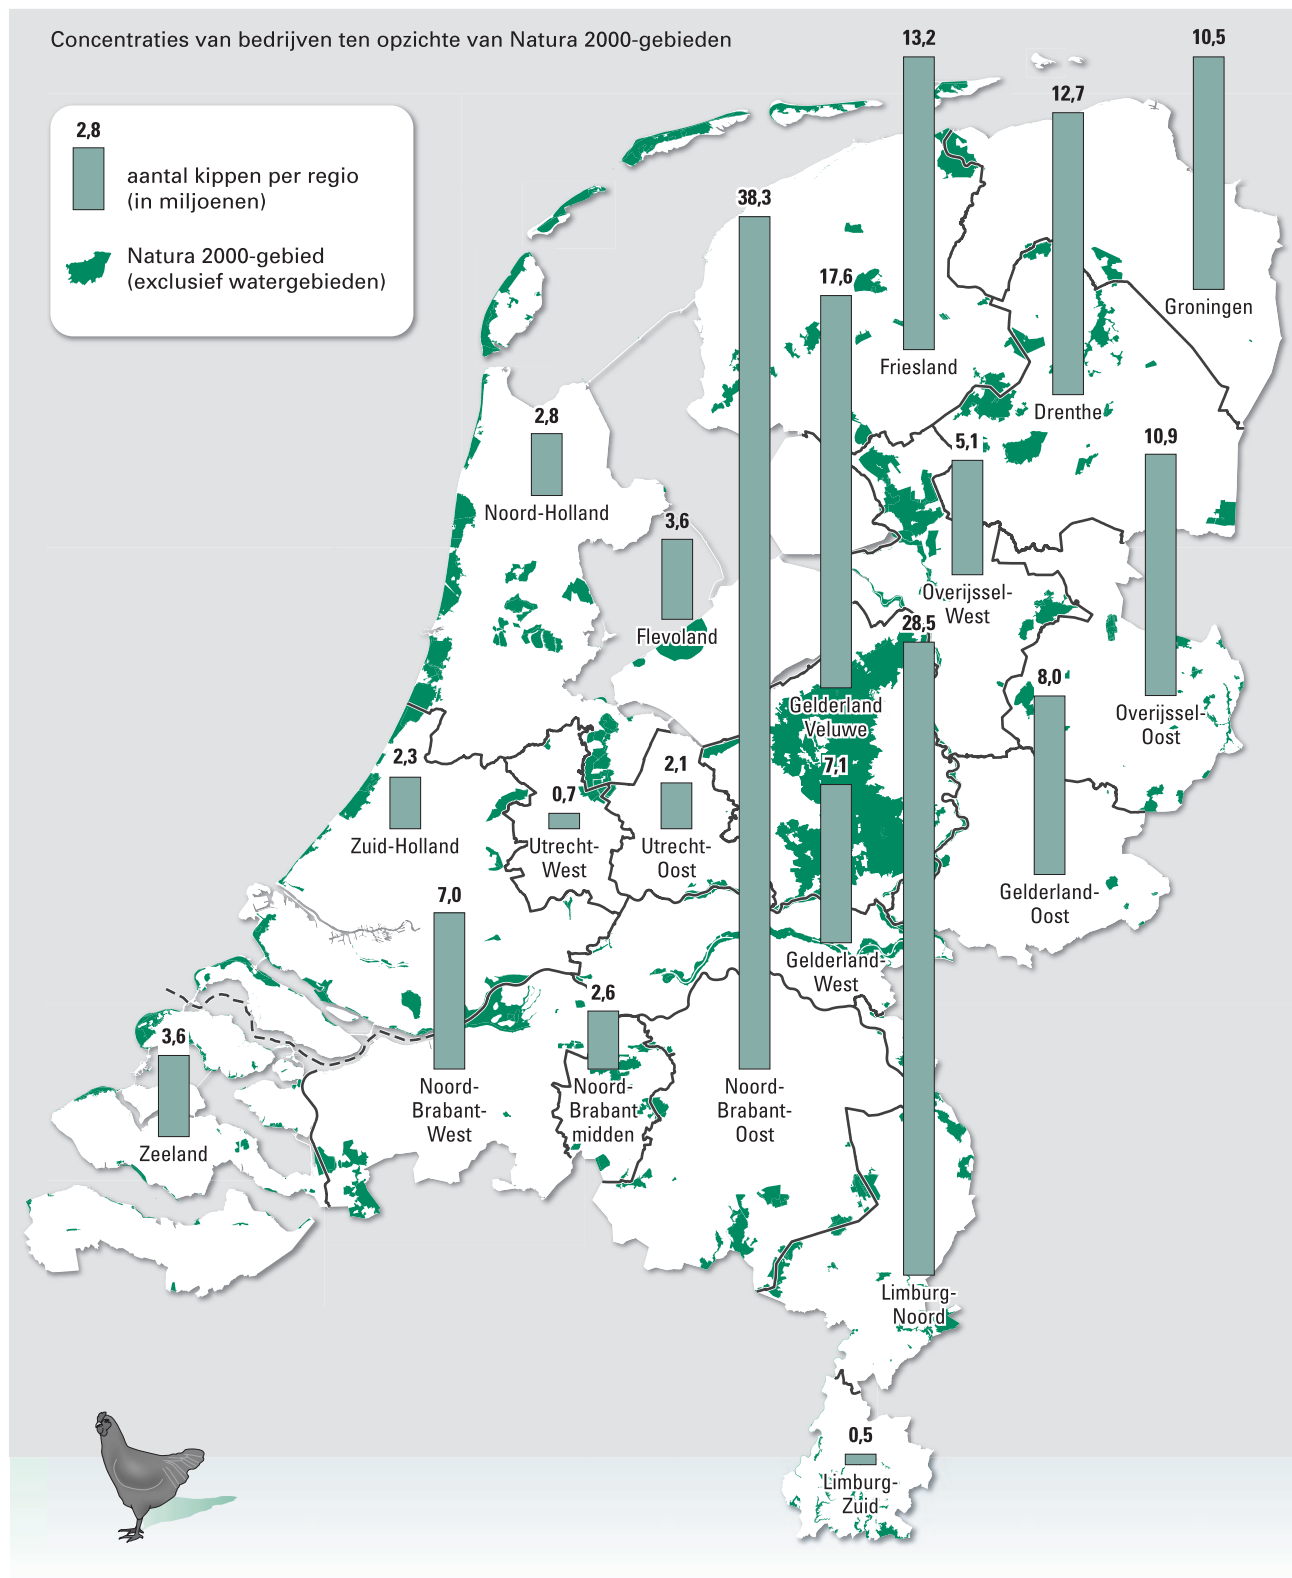 Concentraties van bedrijven ten opzichte van Natura 2000-gebieden
2,8
aantal kippen per regio
(in miljoenen)
Natura 2000-gebied
(exclusief watergebieden)
13,2
Friesland
10,5
Groningen
12,7
Drenthe
38,3
Noord-
Brabant-
Oost
17,6
Gelderland
Veluwe
2,8
Noord-Holland
5,1
Overijssel-
West
10,9
Overijssel-
Oost
3,6
Flevoland
28,5
Limburg-
Noord
8,0
Gelderland-
Oost
2,3
Zuid-Holland
0,7
Utrecht-
West
2,1
Utrecht-
Oost
7,1
Gelderland-
West
7,0
Noord-
Brabant-
West
2,6
Noord-
Brabant
midden
3,6
Zeeland
0,5
Limburg-
Zuid